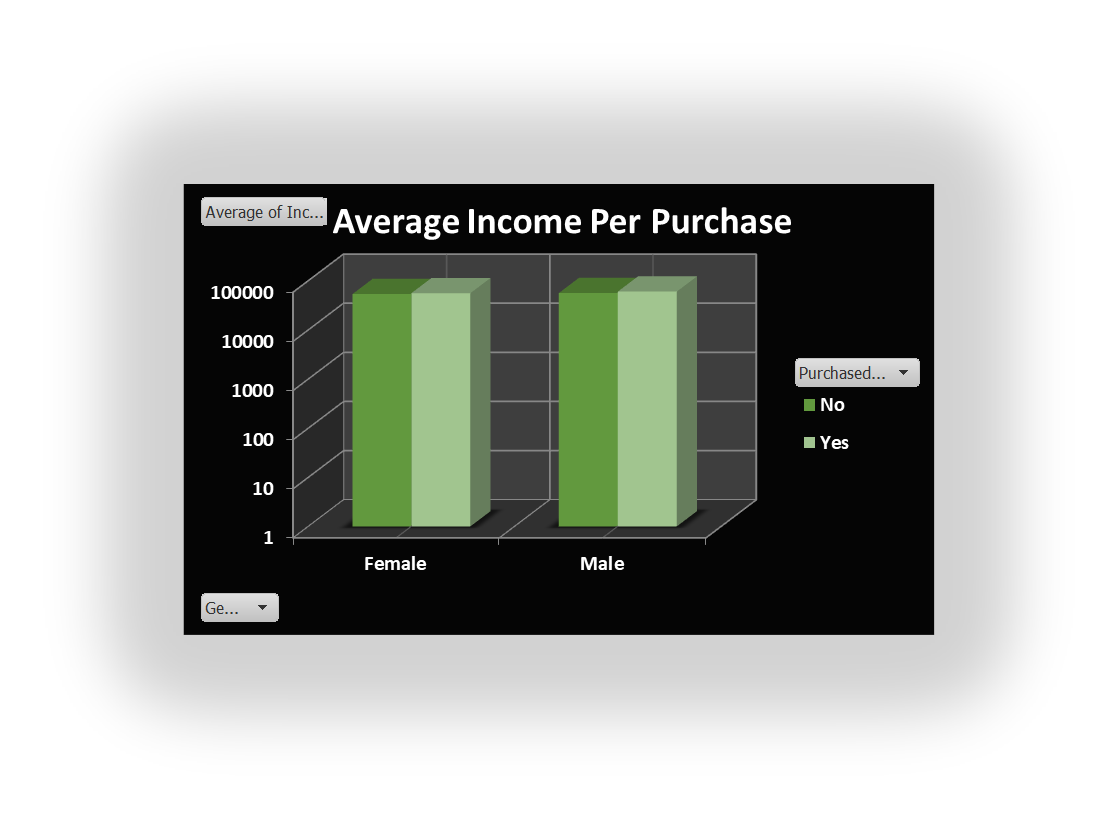 Average of Inc...
Average Income Per Purchase
100000
10000
1000
100
10
1
Female
Male
Purchased...
No
Yes
Ge...